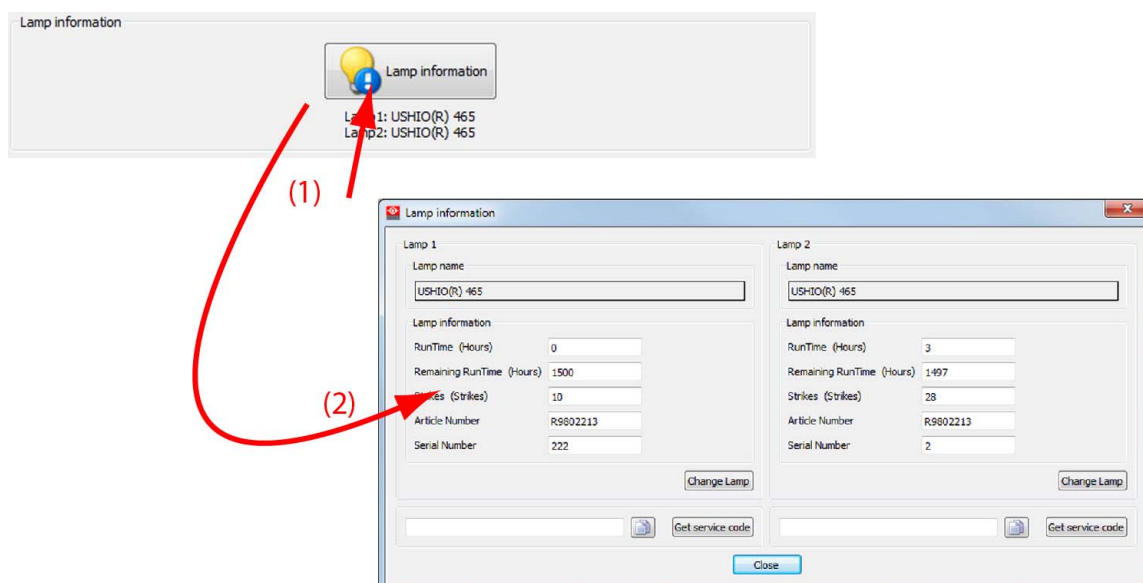 Lamp information
Lamp information
Lamp1: USHIO(R) 465
Lamp2: USHIO(R) 465
(1)
Lamp information
Lamp 1
Lamp name
USHIO(R) 465
Lamp information
RunTime (Hours) 0
Remaining RunTime (Hours) 1500
Strikes (Strikes) 10
Article Number R9802213
Serial Number 222
Change Lamp
Get service code
Lamp 2
Lamp name
USHIO(R) 465
Lamp information
RunTime (Hours) 3
Remaining RunTime (Hours) 1497
Strikes (Strikes) 28
Article Number R9802213
Serial Number 2
Change Lamp
Get service code
(2)
Close